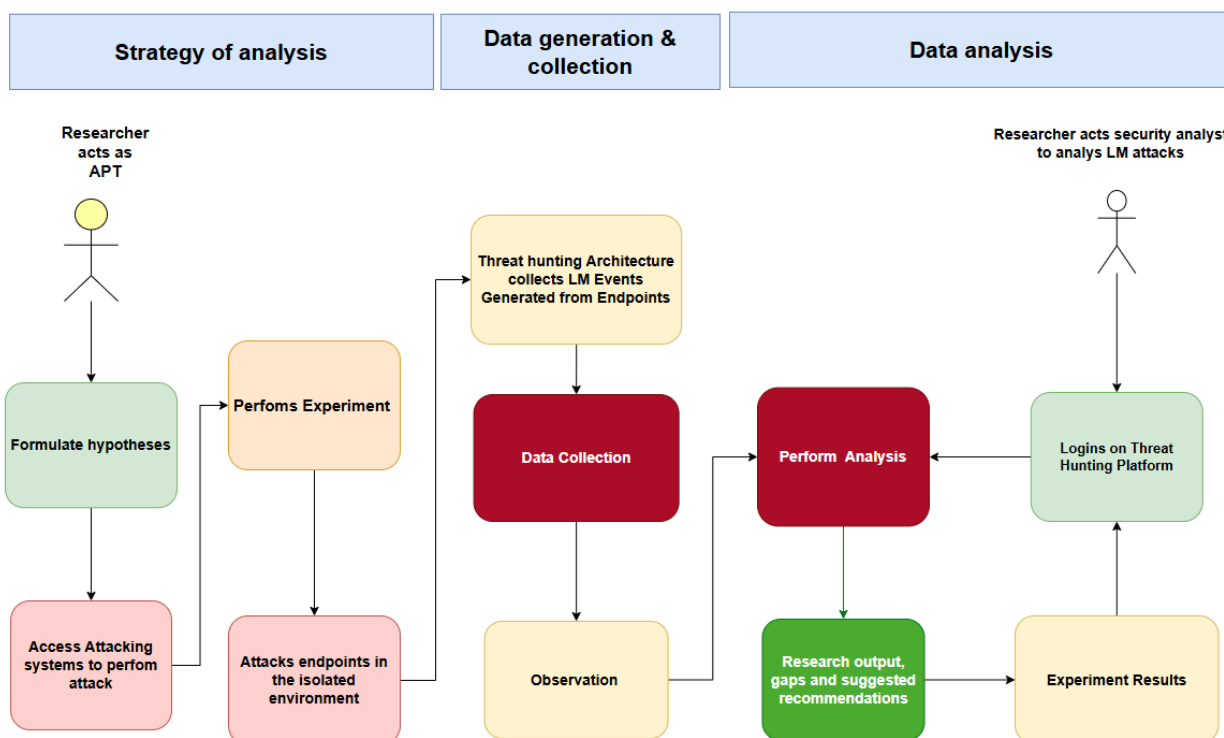 Strategy of analysis
Data generation &
collection
Data analysis
Researcher
acts as
APT
Researcher acts security analyst
to analys LM attacks
Threat hunting Architecture
collects LM Events
Generated from Endpoints
Formulate hypotheses
Perfoms Experiment
Data Collection
Perform Analysis
Logins on Threat
Hunting Platform
Access Attacking
systems to perfom
attack
Attacks endpoints in
the isolated
environment
Observation
Research output,
gaps and suggested
recommendations
Experiment Results